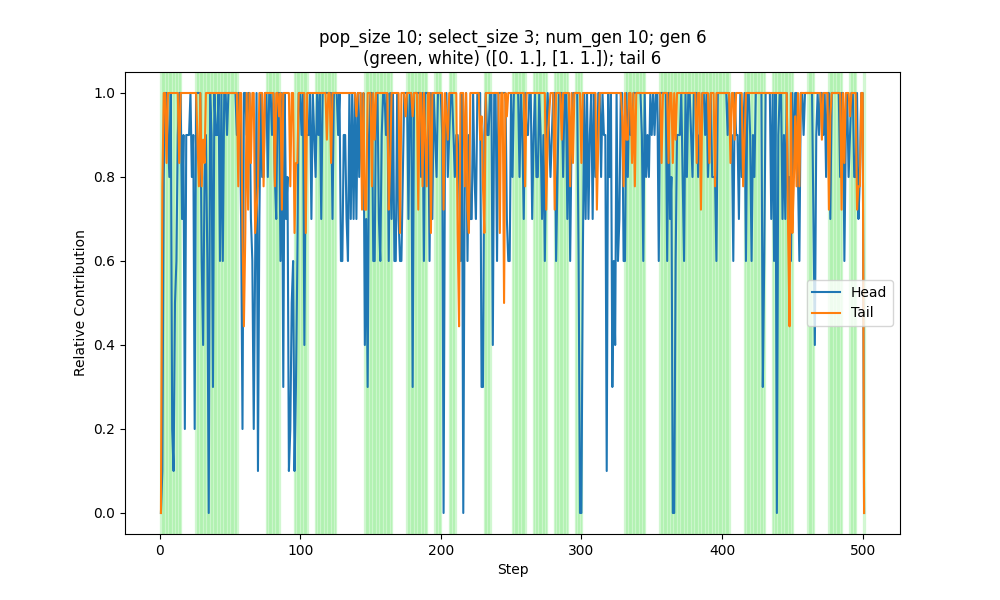 pop_size 10; select_size 3; num_gen 10; gen 6
(green, white) ([0. 1.], [1. 1.]); tail 6
1.0
0.8
0.6
0.4
0.2
0.0
Relative Contribution
Head
Tail
0 100 200 300 400 500
Step